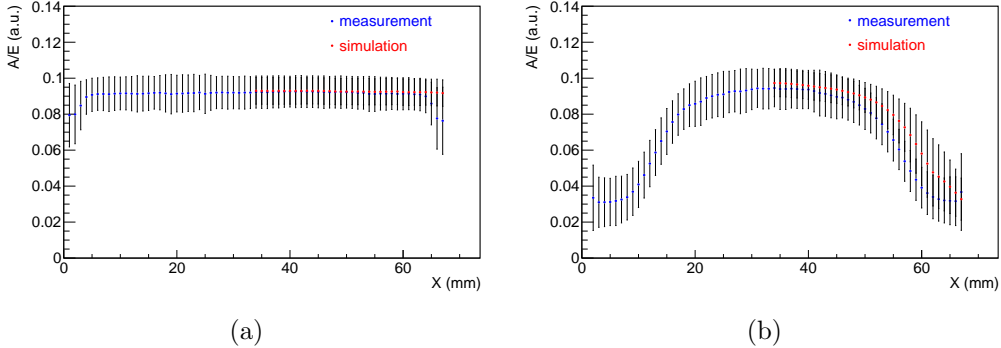 A/E (a.u.)
0.14
0.12
0.1
0.08
0.06
0.04
0.02
0
0 20 40 60
X (mm)
measurement
simulation
(a)
A/E (a.u.)
0.14
0.12
0.1
0.08
0.06
0.04
0.02
0
0 20 40 60
X (mm)
measurement
simulation
(b)